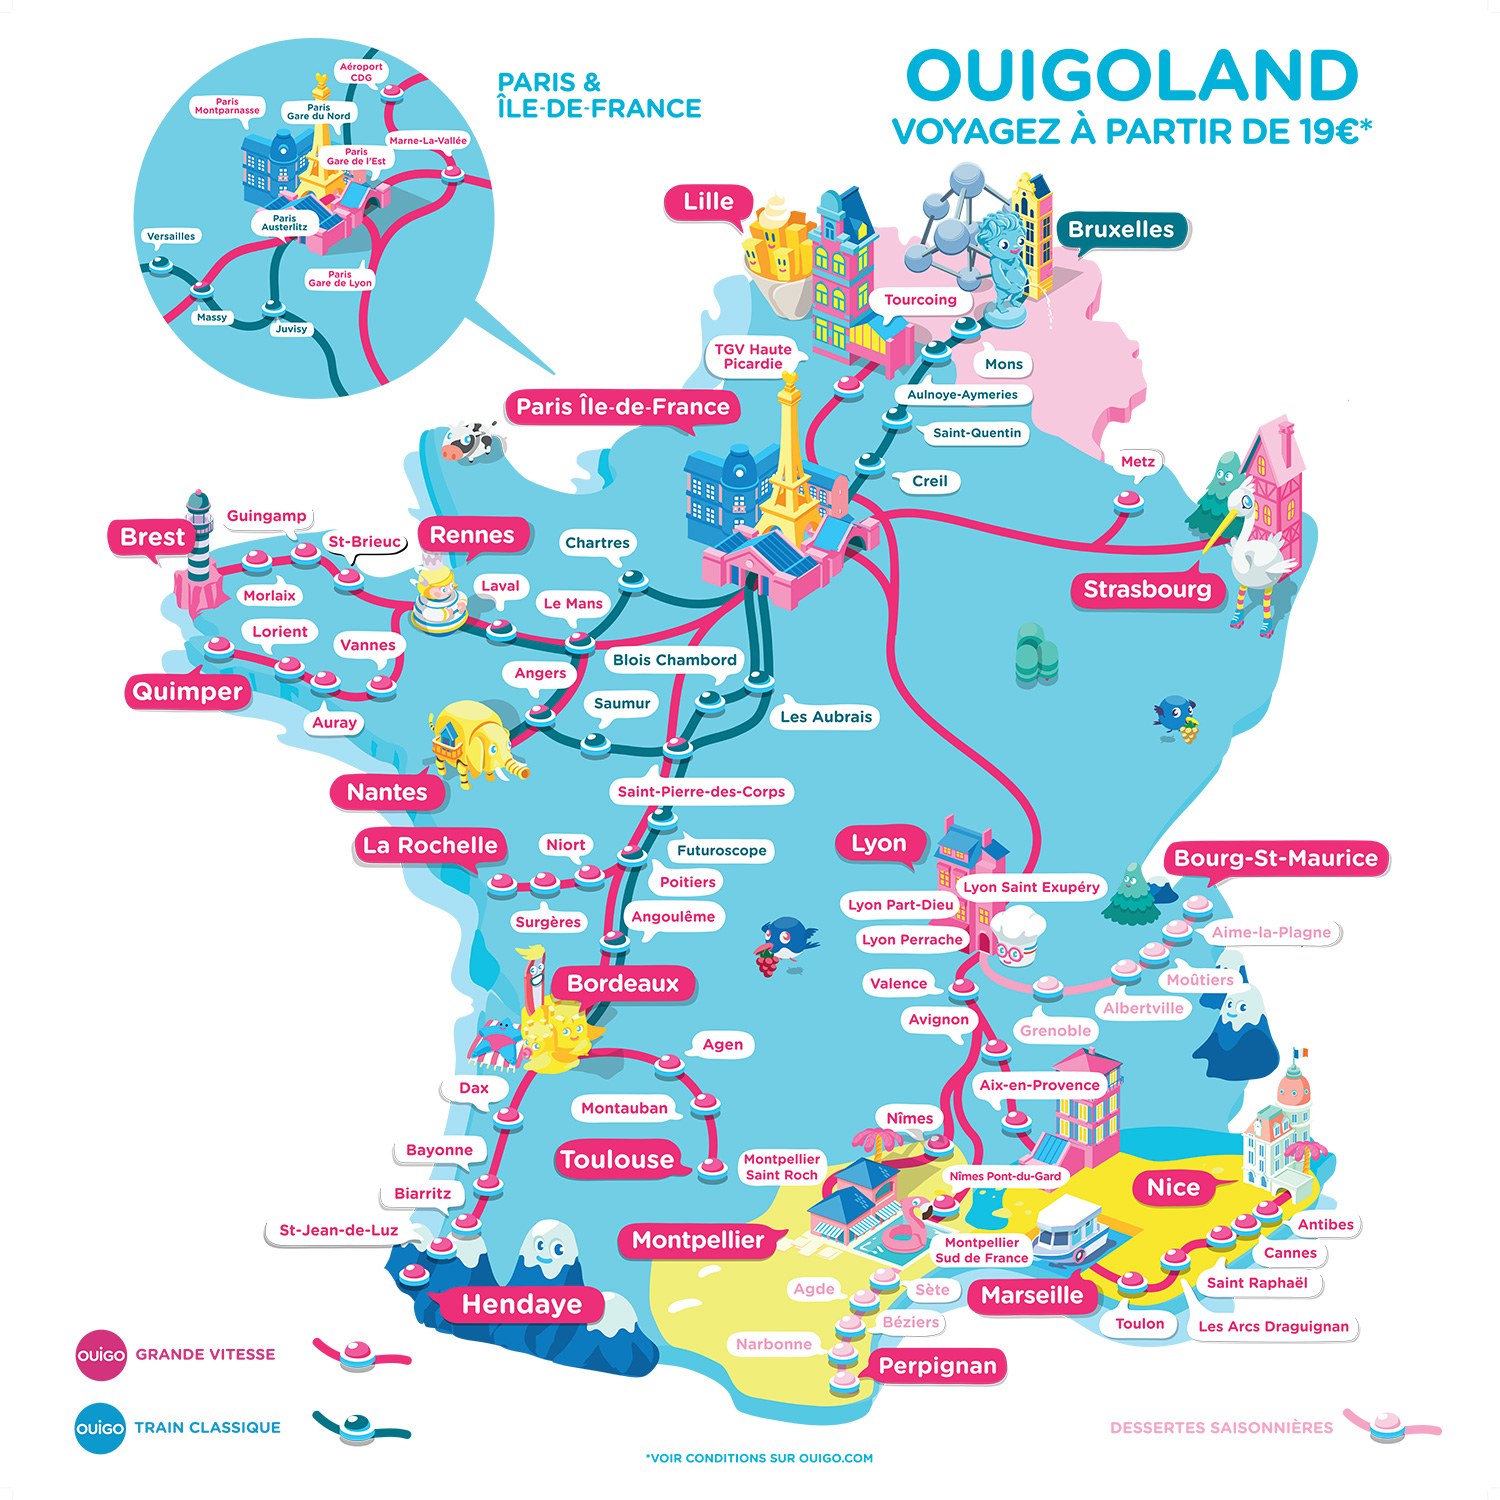 OUIGOLAND
VOYAGEZ À PARTIR DE 19€*
PARIS &
ÎLE-DE-FRANCE
Aéroport
CDG
Paris
Montparnasse
Paris
Gare du Nord
Marne-La-Vallée
Paris
Gare de l'Est
Paris
Austerlitz
Versailles
Paris
Gare de Lyon
Massy
Juvisy
Lille
Bruxelles
Tourcoing
TGV Haute
Picardie
Mons
Aulnoye-Aymeries
Paris Île-de-France
Saint-Quentin
Creil
Metz
Strasbourg
Brest
Guingamp
St-Brieuc
Rennes
Chartres
Morlaix
Laval
Le Mans
Lorient
Vannes
Blois Chambord
Angers
Quimper
Saumur
Auray
Les Aubrais
Nantes
Saint-Pierre-des-Corps
La Rochelle
Niort
Futuroscope
Poitiers
Surgères
Angoulême
Lyon
Bourg-St-Maurice
Lyon Saint Exupéry
Lyon Part-Dieu
Aime-la-Plagne
Lyon Perrache
Bordeaux
Valence
Moûtiers
Albertville
Avignon
Grenoble
Agen
Dax
Aix-en-Provence
Montauban
Nîmes
Bayonne
Toulouse
Montpellier
Saint Roch
Nîmes Pont-du-Gard
Biarritz
Nice
St-Jean-de-Luz
Antibes
Montpellier
Montpellier
Sud de France
Cannes
Saint Raphaël
Agde
Sète
Marseille
Hendaye
Béziers
Toulon
Les Arcs Draguignan
Narbonne
Perpignan
OUIGO GRANDE VITESSE
OUIGO TRAIN CLASSIQUE
DESSERTES SAISONNIÈRES
*VOIR CONDITIONS SUR OUIGO.COM